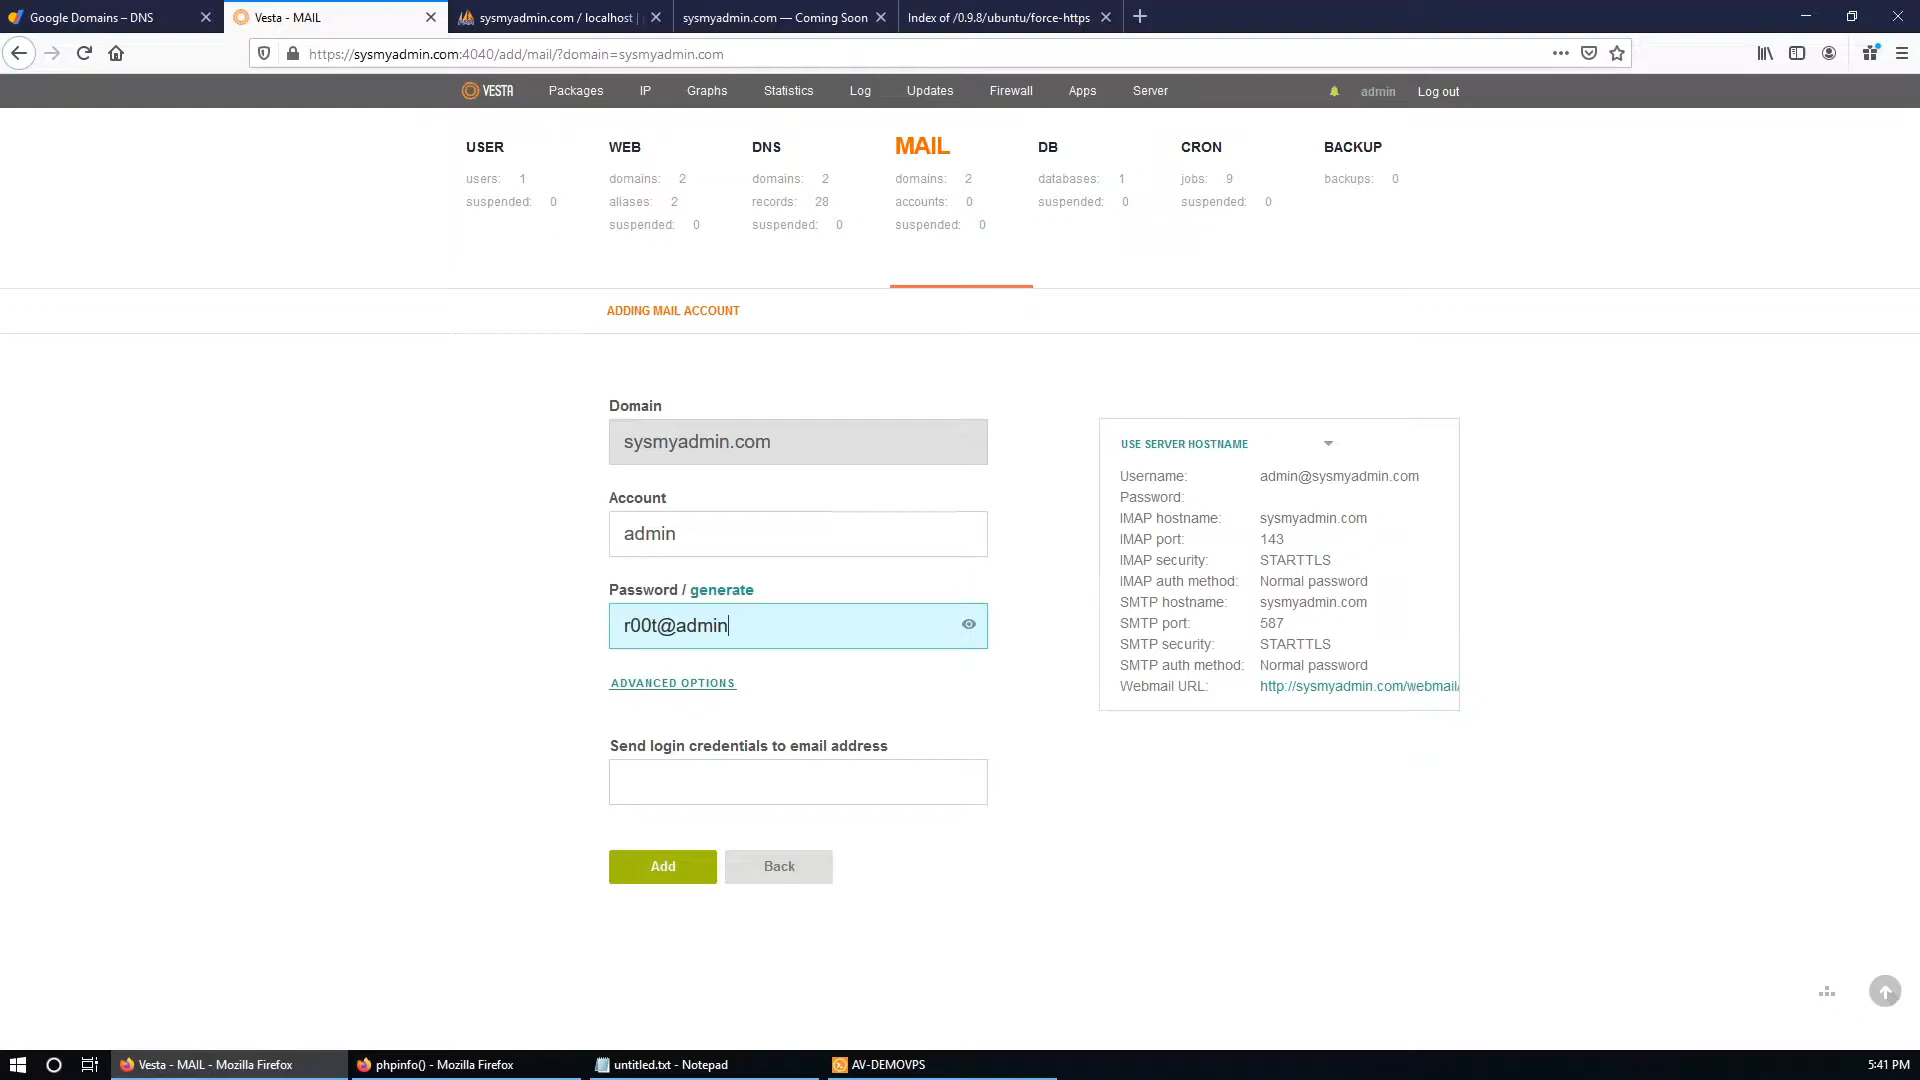 Google Domains – DNS
Vesta - MAIL
sysmyadmin.com / localhost |
sysmyadmin.com — Coming Soon
Index of /0.9.8/ubuntu/force-https
https://sysmyadmin.com:4040/add/mail/?domain=sysmyadmin.com
VESTA Packages IP Graphs Statistics Log Updates Firewall Apps Server admin Log out
USER WEB DNS MAIL DB CRON BACKUP
users: 1 domains: 2 domains: 2 domains: 2 databases: 1 jobs: 9 backups: 0
suspended: 0 aliases: 2 records: 28 accounts: 0 suspended: 0 suspended: 0
suspended: 0 suspended: 0 suspended: 0
ADDING MAIL ACCOUNT
Domain
sysmyadmin.com
Account
admin
Password / generate
r00t@admin
ADVANCED OPTIONS
Send login credentials to email address
Add Back
USE SERVER HOSTNAME
Username: admin@sysmyadmin.com
Password:
IMAP hostname: sysmyadmin.com
IMAP port: 143
IMAP security: STARTTLS
IMAP auth method: Normal password
SMTP hostname: sysmyadmin.com
SMTP port: 587
SMTP security: STARTTLS
SMTP auth method: Normal password
Webmail URL: http://sysmyadmin.com/webmail/
Vesta - MAIL - Mozilla Firefox
phpinfo() - Mozilla Firefox
untitled.txt - Notepad
AV-DEMOVPS
5:41 PM